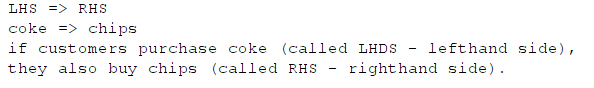 LHS => RHS
coke => chips
if customers purchase coke (called LHDS - lefthand side),
they also buy chips (called RHS - righthand side).